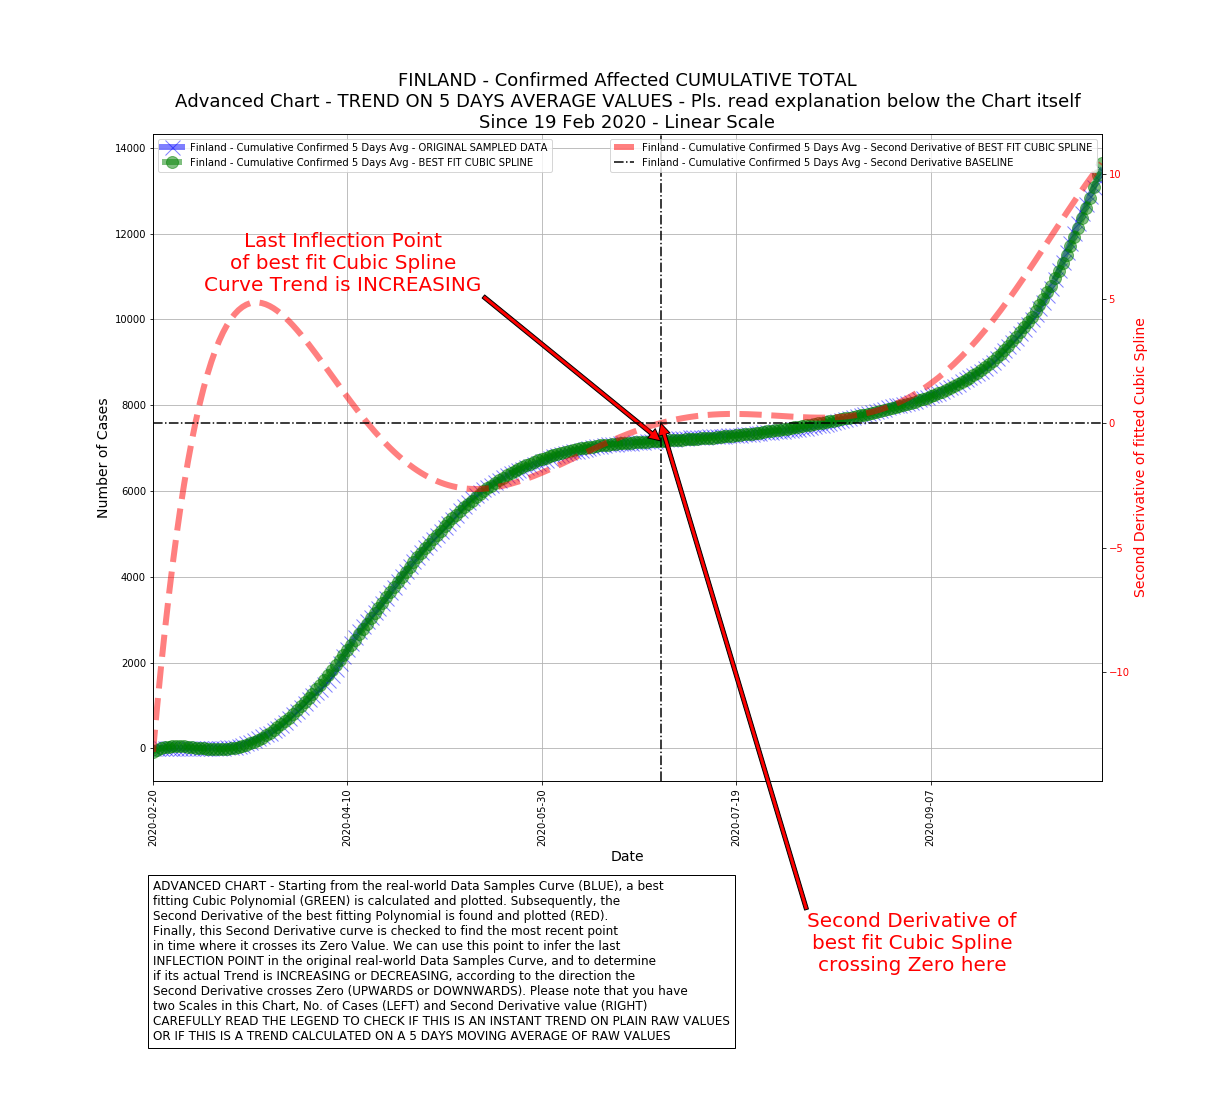 FINLAND - Confirmed Affected CUMULATIVE TOTAL
Advanced Chart - TREND ON 5 DAYS AVERAGE VALUES - Pls. read explanation below the Chart itself
Since 19 Feb 2020 - Linear Scale
Finland - Cumulative Confirmed 5 Days Avg - ORIGINAL SAMPLED DATA
Finland - Cumulative Confirmed 5 Days Avg - BEST FIT CUBIC SPLINE
Finland - Cumulative Confirmed 5 Days Avg - Second Derivative of BEST FIT CUBIC SPLINE
Finland - Cumulative Confirmed 5 Days Avg - Second Derivative BASELINE
Last Inflection Point
of best fit Cubic Spline
Curve Trend is INCREASING
Number of Cases
14000
12000
10000
8000
6000
4000
2000
0
10
5
0
−5
−10
Second Derivative of fitted Cubic Spline
2020-02-20
2020-04-10
2020-05-30
2020-07-19
2020-09-07
Date
ADVANCED CHART - Starting from the real-world Data Samples Curve (BLUE), a best
fitting Cubic Polynomial (GREEN) is calculated and plotted. Subsequently, the
Second Derivative of the best fitting Polynomial is found and plotted (RED).
Finally, this Second Derivative curve is checked to find the most recent point
in time where it crosses its Zero Value. We can use this point to infer the last
INFLECTION POINT in the original real-world Data Samples Curve, and to determine
if its actual Trend is INCREASING or DECREASING, according to the direction the
Second Derivative crosses Zero (UPWARDS or DOWNWARDS). Please note that you have
two Scales in this Chart, No. of Cases (LEFT) and Second Derivative value (RIGHT)
CAREFULLY READ THE LEGEND TO CHECK IF THIS IS AN INSTANT TREND ON PLAIN RAW VALUES
OR IF THIS IS A TREND CALCULATED ON A 5 DAYS MOVING AVERAGE OF RAW VALUES
Second Derivative of
best fit Cubic Spline
crossing Zero here